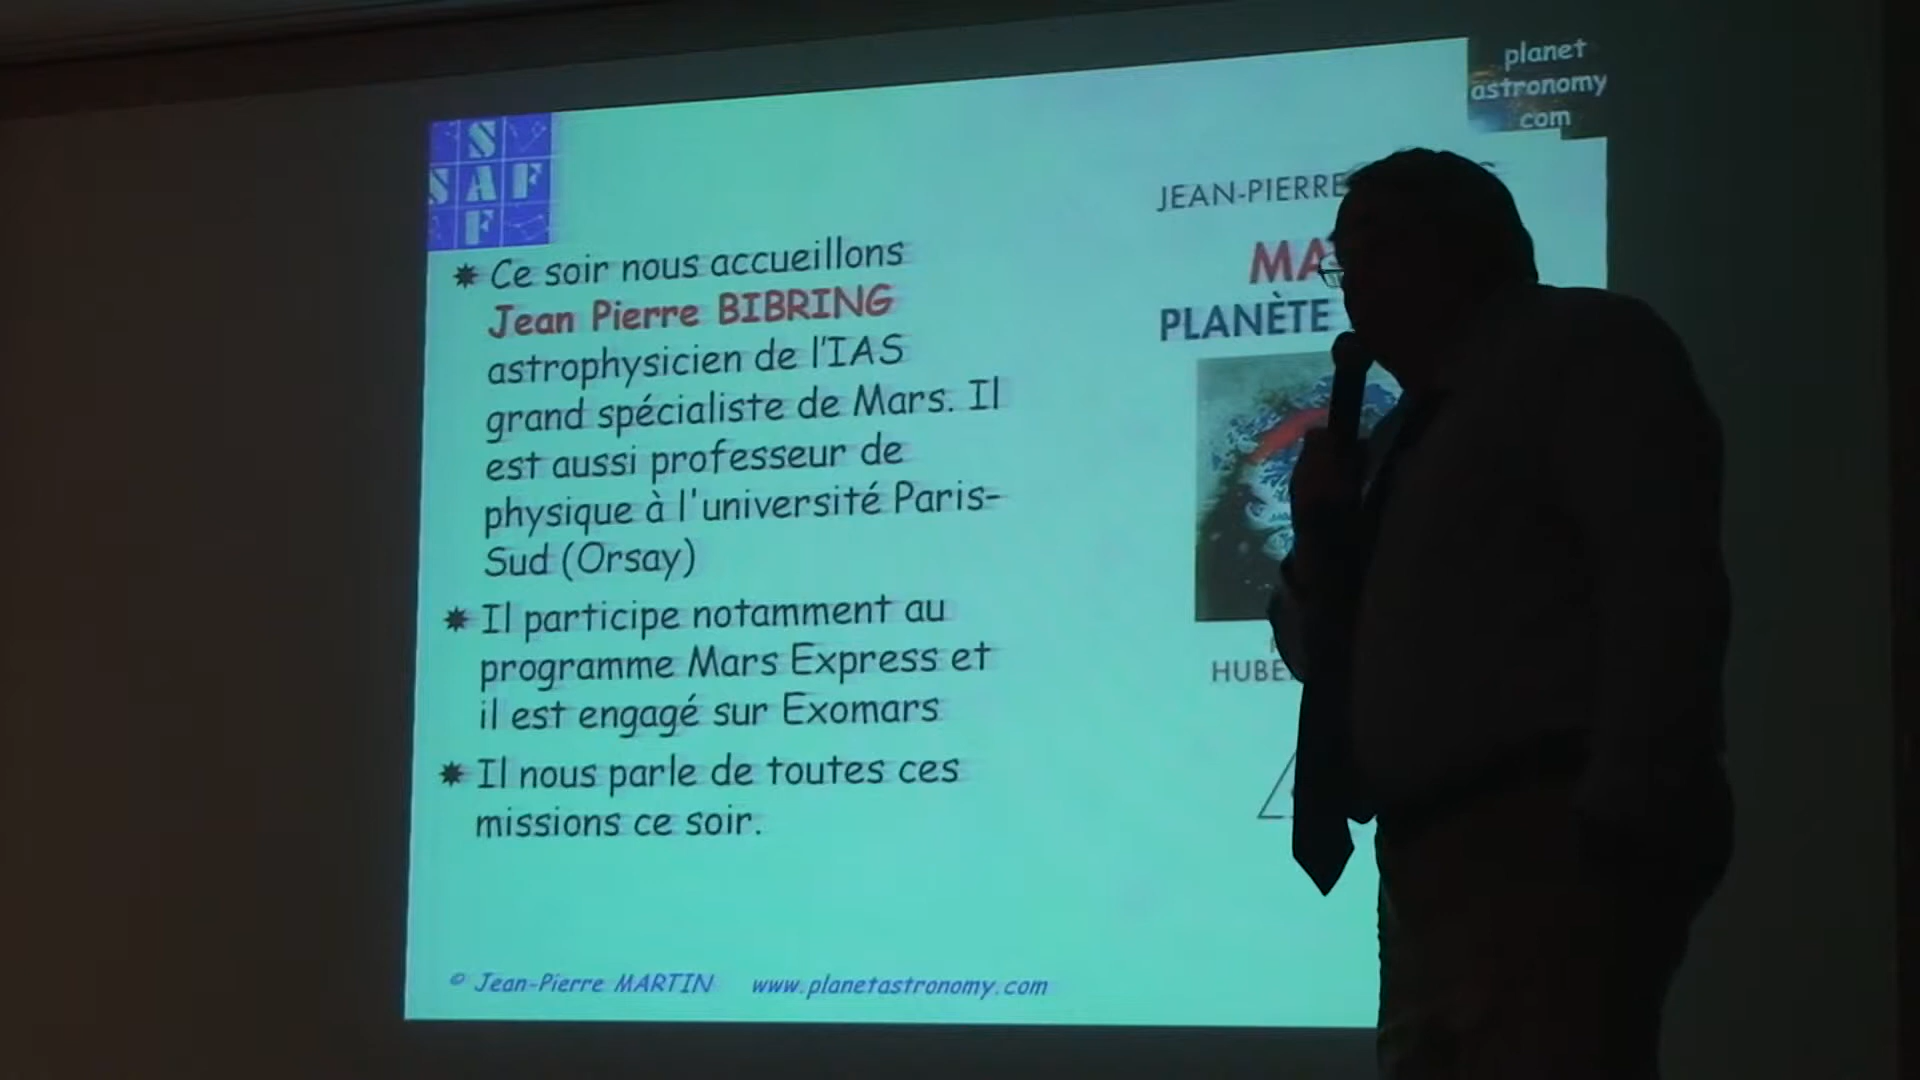 planet
astronomy
com
S
SAF
F
Ce soir nous accueillons
Jean Pierre BIBRING
astrophysicien de l'IAS
grand spécialiste de Mars. Il
est aussi professeur de
physique à l'université Paris-
Sud (Orsay)
Il participe notamment au
programme Mars Express et
il est engagé sur Exomars
Il nous parle de toutes ces
missions ce soir.
JEAN-PIERRE
PLANÈTE
© Jean-Pierre MARTIN www.planetastronomy.com